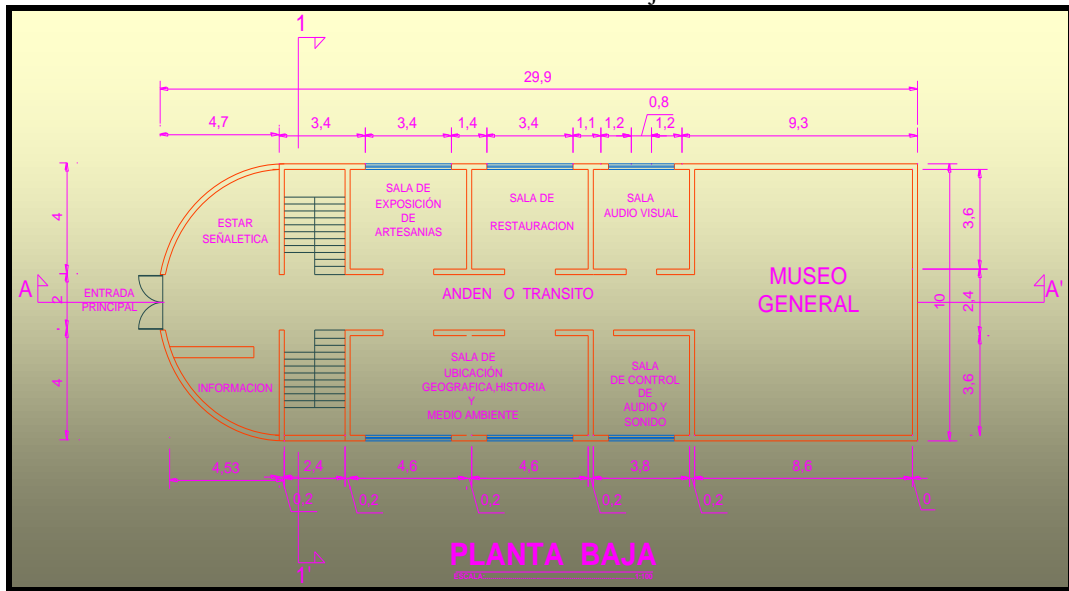 1
29,9
0,8
4,7
3,4
3,4
1,4
3,4
1,1
1,2
1,2
9,3
SALA DE
EXPOSICIÓN
DE
ARTESANIAS
SALA DE
RESTAURACION
SALA
AUDIO VISUAL
ESTAR
SEÑALETICA
4
3,6
A
2
ENTRADA
PRINCIPAL
ANDEN O TRANSITO
MUSEO
GENERAL
10
2,4
A'
4
INFORMACION
SALA DE
UBICACIÓN
GEOGRAFICA.HISTORIA
Y
MEDIO AMBIENTE
SALA
DE CONTROL
DE
AUDIO Y
SONIDO
3,6
4,53
2,4
4,6
4,6
3,8
8,6
0,2
0,2
0,2
0,2
0
PLANTA BAJA